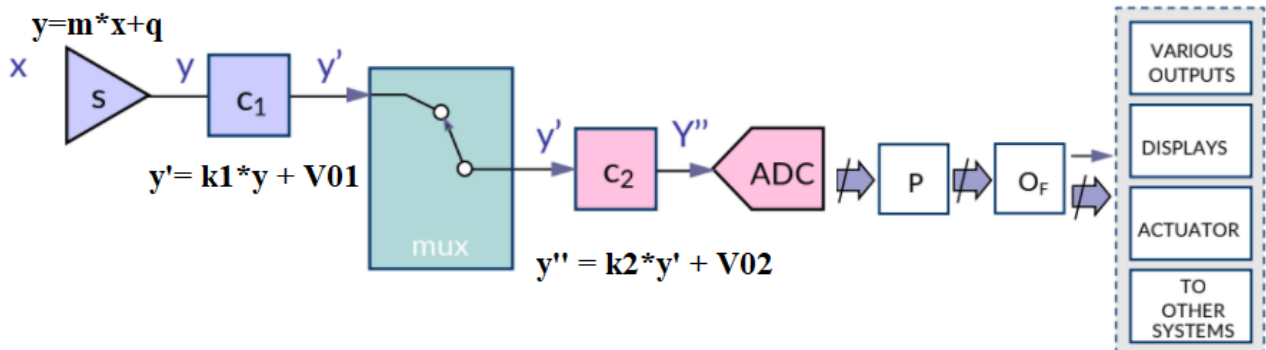 y=m*x+q
x
s
y
c1
y’
y'= k1*y + V01
mux
y’
c2
Y”
y'' = k2*y' + V02
ADC
P
OF
VARIOUS
OUTPUTS
DISPLAYS
ACTUATOR
TO
OTHER
SYSTEMS